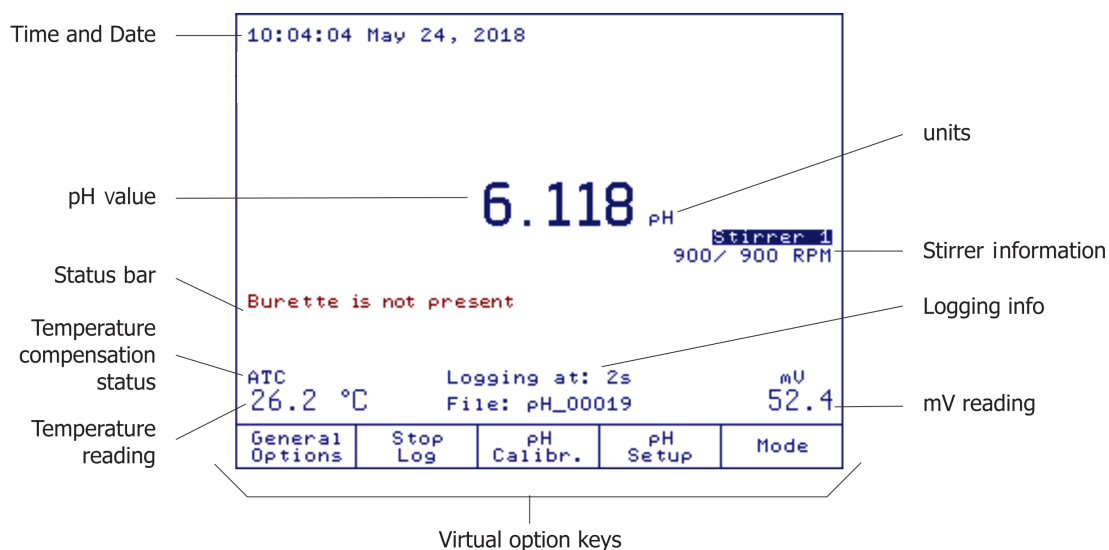 Time and Date
10:04:04 May 24, 2018
units
pH value
6.118 pH
Stirrer 1
900/ 900 RPM
Stirrer information
Status bar
Burette is not present
Logging info
Temperature
compensation
status
ATC
Logging at: 2s
mV
26.2 °C
File: pH_00019
52.4
mV reading
Temperature
reading
General
Options
Stop
Log
pH
Calibr.
pH
Setup
Mode
Virtual option keys